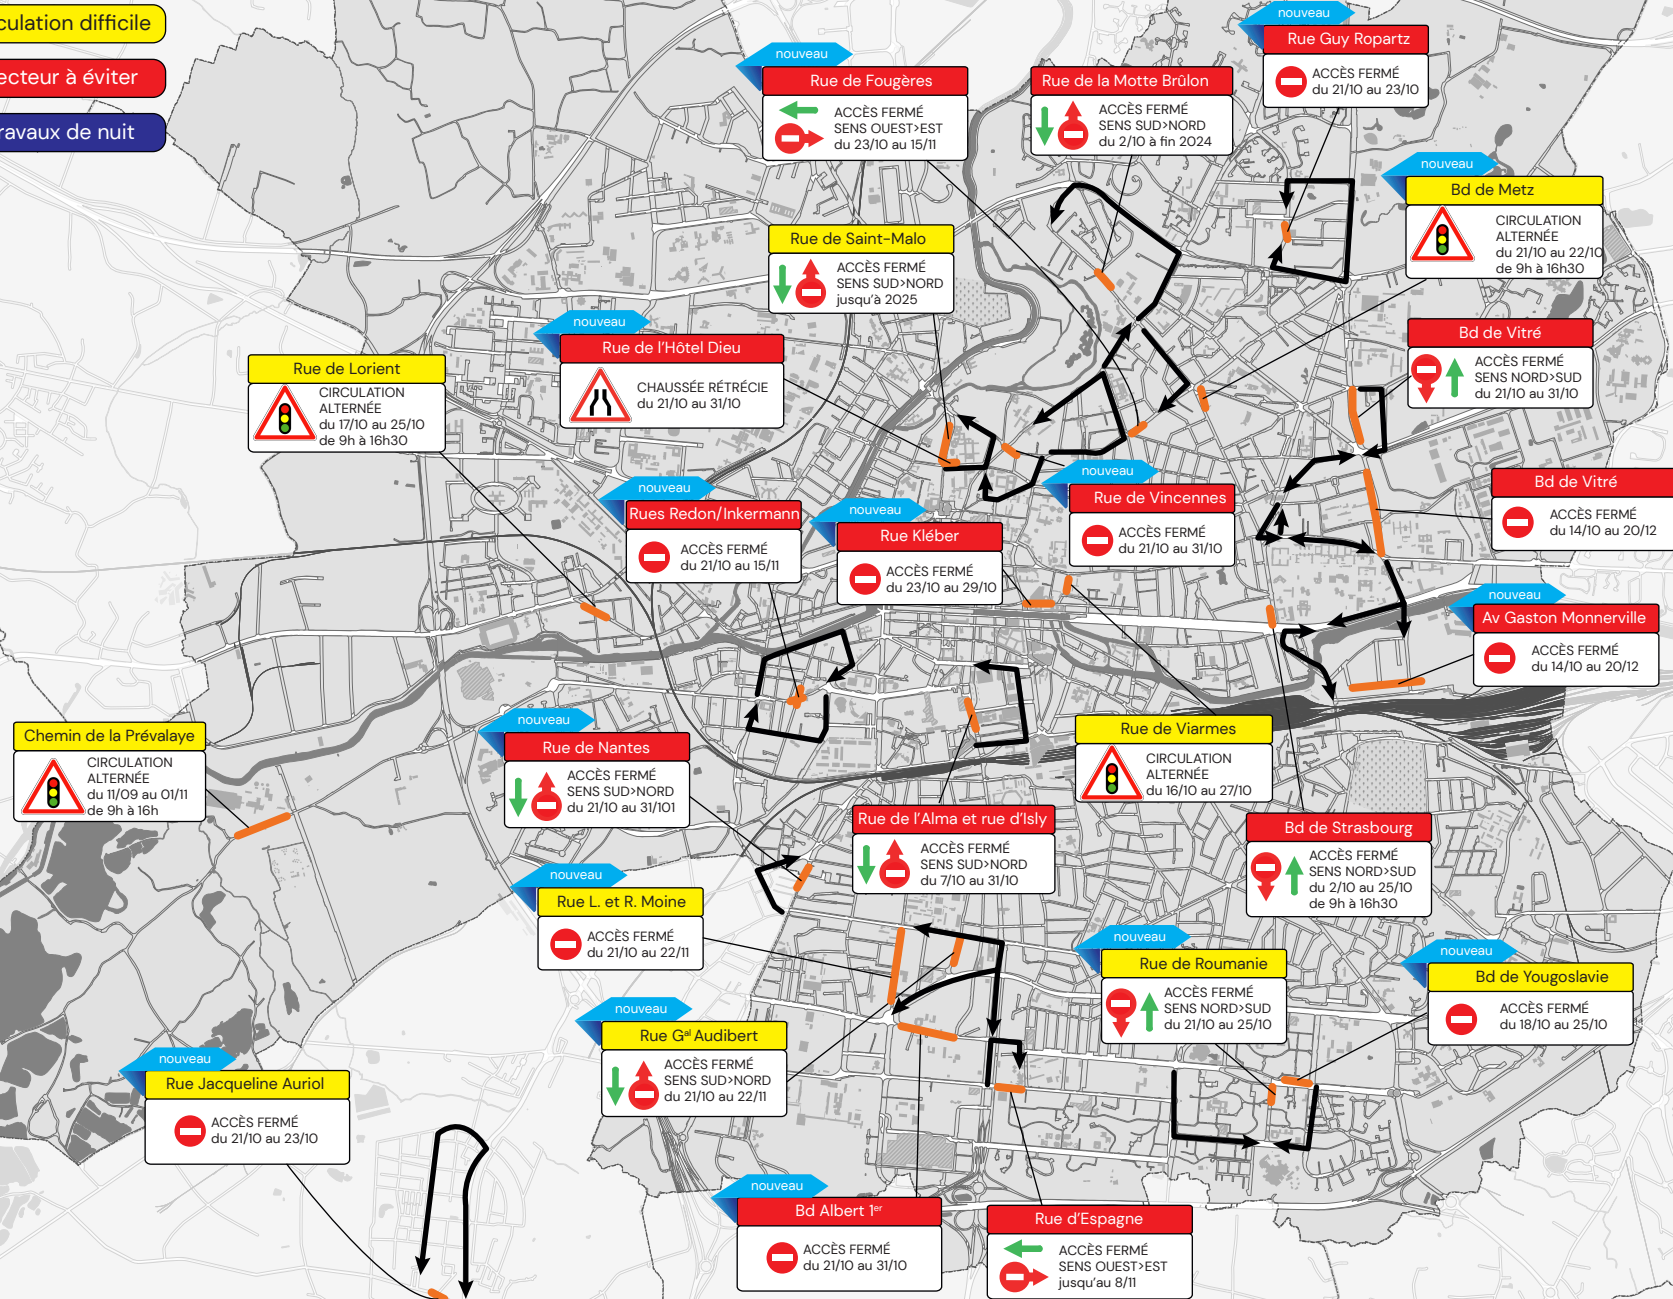 culation difficile
ecteur à éviter
ravaux de nuit
nouveau
Rue de Fougères
ACCÈS FERMÉ
SENS OUEST>EST
du 23/10 au 15/11
Rue de la Motte Brûlon
ACCÈS FERMÉ
SENS SUD>NORD
du 2/10 à fin 2024
nouveau
Rue Guy Ropartz
ACCÈS FERMÉ
du 21/10 au 23/10
nouveau
Bd de Metz
CIRCULATION
ALTERNÉE
du 21/10 au 22/10
de 9h à 16h30
Rue de Saint-Malo
ACCÈS FERMÉ
SENS SUD>NORD
jusqu'à 2025
nouveau
Rue de l'Hôtel Dieu
CHAUSSÉE RÉTRÉCIE
du 21/10 au 31/10
Bd de Vitré
ACCÈS FERMÉ
SENS NORD>SUD
du 21/10 au 31/10
Rue de Lorient
CIRCULATION
ALTERNÉE
du 17/10 au 25/10
de 9h à 16h30
nouveau
Rues Redon/Inkermann
ACCÈS FERMÉ
du 21/10 au 15/11
nouveau
Rue Kléber
ACCÈS FERMÉ
du 23/10 au 29/10
nouveau
Rue de Vincennes
ACCÈS FERMÉ
du 21/10 au 31/10
Bd de Vitré
ACCÈS FERMÉ
du 14/10 au 20/12
nouveau
Av Gaston Monnerville
ACCÈS FERMÉ
du 14/10 au 20/12
Chemin de la Prévalaye
CIRCULATION
ALTERNÉE
du 11/09 au 01/11
de 9h à 16h
nouveau
Rue de Nantes
ACCÈS FERMÉ
SENS SUD>NORD
du 21/10 au 31/101
Rue de Viarmes
CIRCULATION
ALTERNÉE
du 16/10 au 27/10
Rue de l'Alma et rue d'Isly
ACCÈS FERMÉ
SENS SUD>NORD
du 7/10 au 31/10
Bd de Strasbourg
ACCÈS FERMÉ
SENS NORD>SUD
du 2/10 au 25/10
de 9h à 16h30
nouveau
Rue L. et R. Moine
ACCÈS FERMÉ
du 21/10 au 22/11
nouveau
Rue de Roumanie
ACCÈS FERMÉ
SENS NORD>SUD
du 21/10 au 25/10
nouveau
Bd de Yougoslavie
ACCÈS FERMÉ
du 18/10 au 25/10
nouveau
Rue Gal Audibert
ACCÈS FERMÉ
SENS SUD>NORD
du 21/10 au 22/11
nouveau
Rue Jacqueline Auriol
ACCÈS FERMÉ
du 21/10 au 23/10
nouveau
Bd Albert 1er
ACCÈS FERMÉ
du 21/10 au 31/10
Rue d'Espagne
ACCÈS FERMÉ
SENS OUEST>EST
jusqu'au 8/11